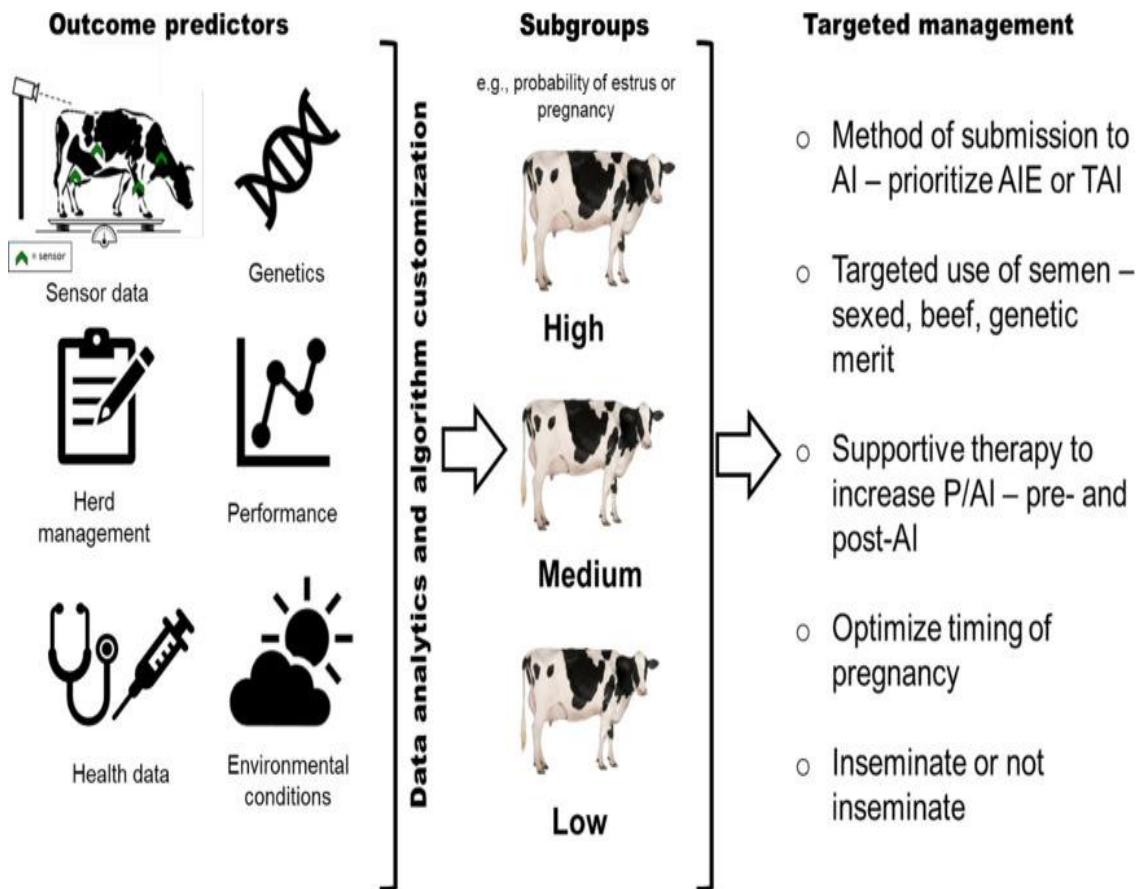 Outcome predictors
= sensor
Sensor data
Genetics
Herd
management
Performance
Health data
Environmental
conditions
Data analytics and algorithm customization
Subgroups
e.g., probability of estrus or
pregnancy
High
Medium
Low
Targeted management
○ Method of submission to
AI – prioritize AIE or TAI
○ Targeted use of semen –
sexed, beef, genetic
merit
○ Supportive therapy to
increase P/AI – pre- and
post-AI
○ Optimize timing of
pregnancy
○ Inseminate or not
inseminate